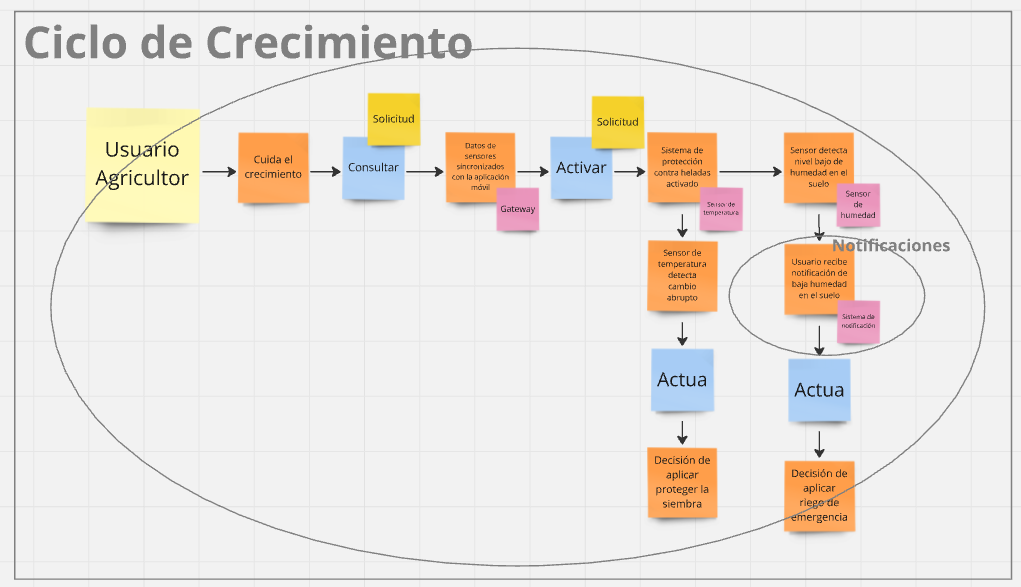 Ciclo de Crecimiento
Usuario
Agricultor
Cuida el
crecimiento
Solicitud
Consultar
Datos de
sensores
sincronizados
con la aplicación
móvil
Gateway
Solicitud
Activar
Sistema de
protección
contra heladas
activado
Sensor de
temperatura
Sensor detecta
nivel bajo de
humedad en el
suelo
Sensor
de
humedad
Sensor de
temperatura
detecta
cambio
abrupto
Notificaciones
Usuario recibe
notificación de
baja humedad
en el suelo
Sistema de
notificación
Actua
Actua
Decisión de
aplicar
proteger la
siembra
Decisión de
aplicar
riego de
emergencia